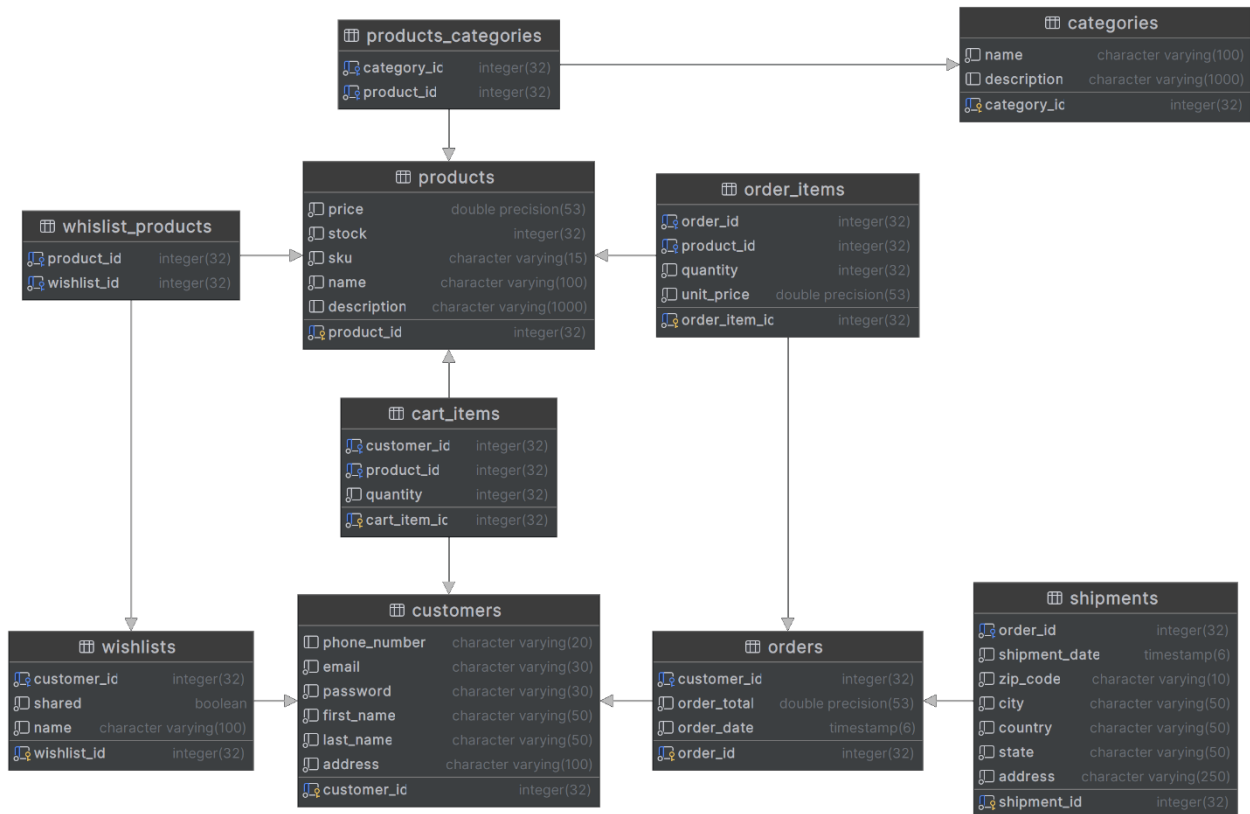 products_categories
category_id integer(32)
product_id integer(32)
categories
name character varying(100)
description character varying(1000)
category_id integer(32)
products
price double precision(53)
stock integer(32)
sku character varying(15)
name character varying(100)
description character varying(1000)
product_id integer(32)
order_items
order_id integer(32)
product_id integer(32)
quantity integer(32)
unit_price double precision(53)
order_item_id integer(32)
whislist_products
product_id integer(32)
wishlist_id integer(32)
cart_items
customer_id integer(32)
product_id integer(32)
quantity integer(32)
cart_item_id integer(32)
wishlists
customer_id integer(32)
shared boolean
name character varying(100)
wishlist_id integer(32)
customers
phone_number character varying(20)
email character varying(30)
password character varying(30)
first_name character varying(50)
last_name character varying(50)
address character varying(100)
customer_id integer(32)
orders
customer_id integer(32)
order_total double precision(53)
order_date timestamp(6)
order_id integer(32)
shipments
order_id integer(32)
shipment_date timestamp(6)
zip_code character varying(10)
city character varying(50)
country character varying(50)
state character varying(50)
address character varying(250)
shipment_id integer(32)